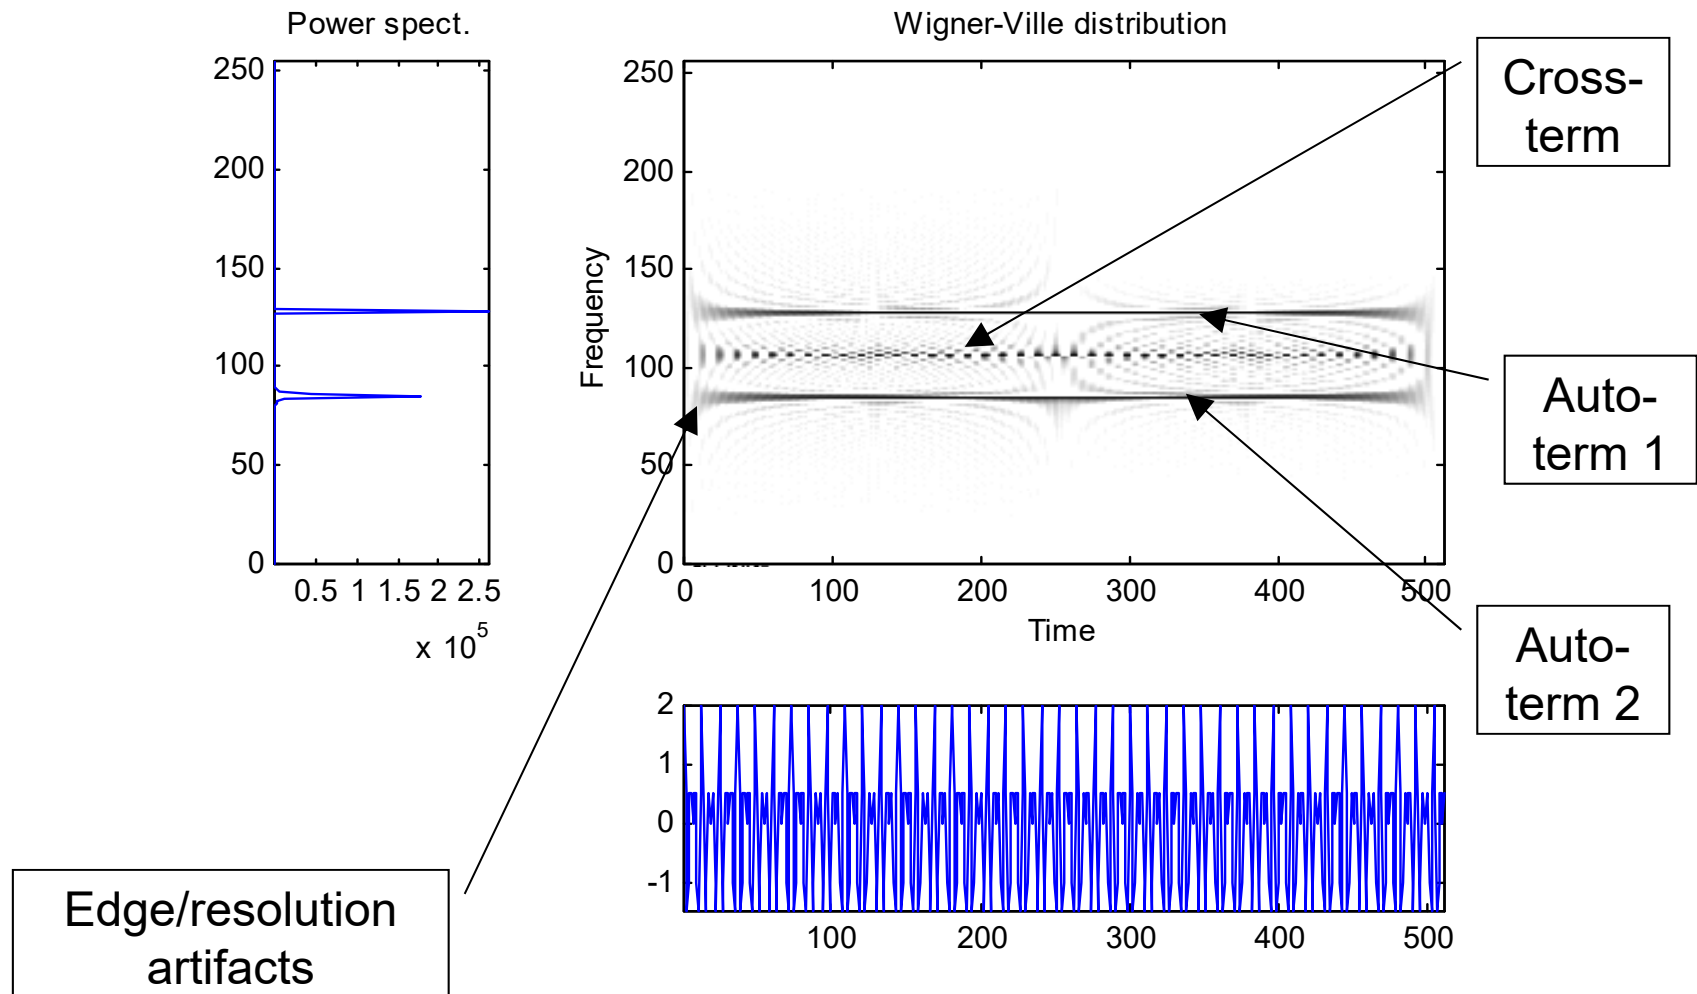 Power spect.
250
200
150
100
50
0
0.5 1 1.5 2 2.5
x 10^5
Wigner-Ville distribution
Frequency
250
200
150
100
50
0
0 100 200 300 400 500
Time
Cross-
term
Auto-
term 1
Auto-
term 2
2
1
0
-1
100 200 300 400 500
Edge/resolution
artifacts